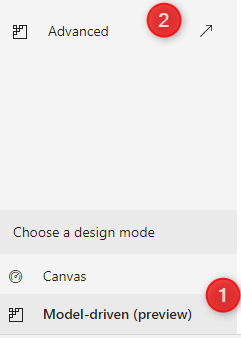 Advanced
2
Choose a design mode
Canvas
1
Model-driven (preview)